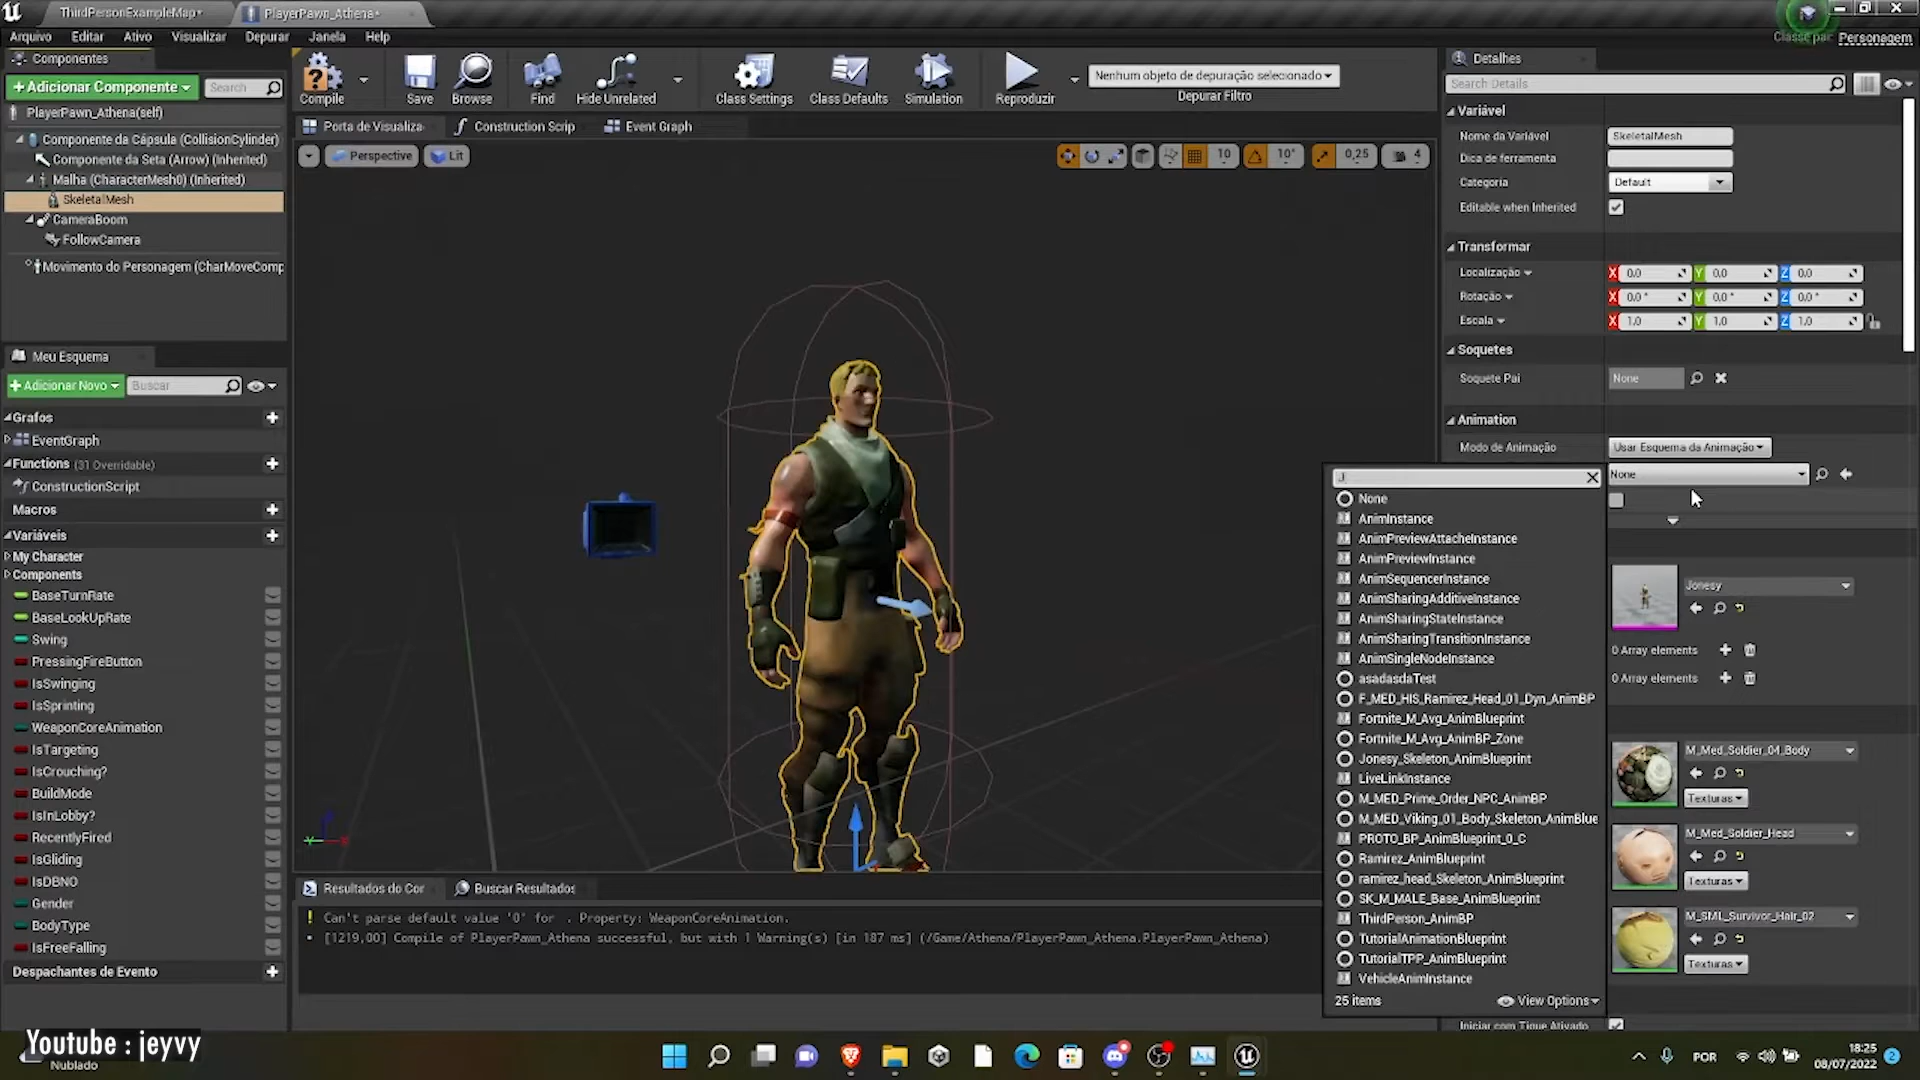 ThirdPersonExampleMap*
PlayerPawn_Athena*
Arquivo Editar Ativo Visualizar Depurar Janela Help
Classe pai: Personagem
Componentes
+Adicionar Componente
Search
PlayerPawn_Athena(self)
Componente da Cápsula (CollisionCylinder)
Componente da Seta (Arrow) (Inherited)
Malha (CharacterMesh0) (Inherited)
SkeletalMesh
CameraBoom
FollowCamera
Movimento do Personagem (CharMoveComp
Compile
Save
Browse
Find
Hide Unrelated
Class Settings
Class Defaults
Simulation
Reproduzir
Nenhum objeto de depuração selecionado
Depurar Filtro
Porta de Visualiza
Construction Scrip
Event Graph
Perspective
Lit
10
10°
0,25
4
Meu Esquema
+Adicionar Novo
Buscar
Grafos
EventGraph
Functions (31 Overridable)
ConstructionScript
Macros
Variáveis
My Character
Components
BaseTurnRate
BaseLookUpRate
Swing
PressingFireButton
IsSwinging
IsSprinting
WeaponCoreAnimation
IsTargeting
IsCrouching?
BuildMode
IsInLobby?
RecentlyFired
IsGliding
IsDBNO
Gender
BodyType
IsFreeFalling
Despachantes de Evento
Resultados do Cor
Buscar Resultados
! Can't parse default value '0' for . Property: WeaponCoreAnimation.
• [1219,00] Compile of PlayerPawn_Athena successful, but with 1 Warning(s) [in 187 ms] (/Game/Athena/PlayerPawn_Athena.PlayerPawn_Athena)
Detalhes
Search Details
Variável
Nome da Variável SkeletalMesh
Dica de ferramenta
Categoria Default
Editable when Inherited
Transformar
Localização X 0.0 Y 0.0 Z 0.0
Rotação X 0.0° Y 0.0° Z 0.0°
Escala X 1.0 Y 1.0 Z 1.0
Soquetes
Soquete Pai None
Animation
Modo de Animação Usar Esquema da Animação
None
J
None
AnimInstance
AnimPreviewAttacheInstance
AnimPreviewInstance
AnimSequencerInstance
AnimSharingAdditiveInstance
AnimSharingStateInstance
AnimSharingTransitionInstance
AnimSingleNodeInstance
asadasdaTest
F_MED_HIS_Ramirez_Head_01_Dyn_AnimBP
Fortnite_M_Avg_AnimBlueprint
Fortnite_M_Avg_AnimBP_Zone
Jonesy_Skeleton_AnimBlueprint
LiveLinkInstance
M_MED_Prime_Order_NPC_AnimBP
M_MED_Viking_01_Body_Skeleton_AnimBlue
PROTO_BP_AnimBlueprint_0_C
Ramirez_AnimBlueprint
ramirez_head_Skeleton_AnimBlueprint
SK_M_MALE_Base_AnimBlueprint
ThirdPerson_AnimBP
TutorialAnimationBlueprint
TutorialTPP_AnimBlueprint
VehicleAnimInstance
25 items
View Options
Jonesy
0 Array elements
0 Array elements
M_Med_Soldier_04_Body
Texturas
M_Med_Soldier_Head
Texturas
M_SML_Survivor_Hair_02
Texturas
Iniciar com Tique Ativado
Youtube : jeyvy
Nublado
POR
18:25
08/07/2022
2